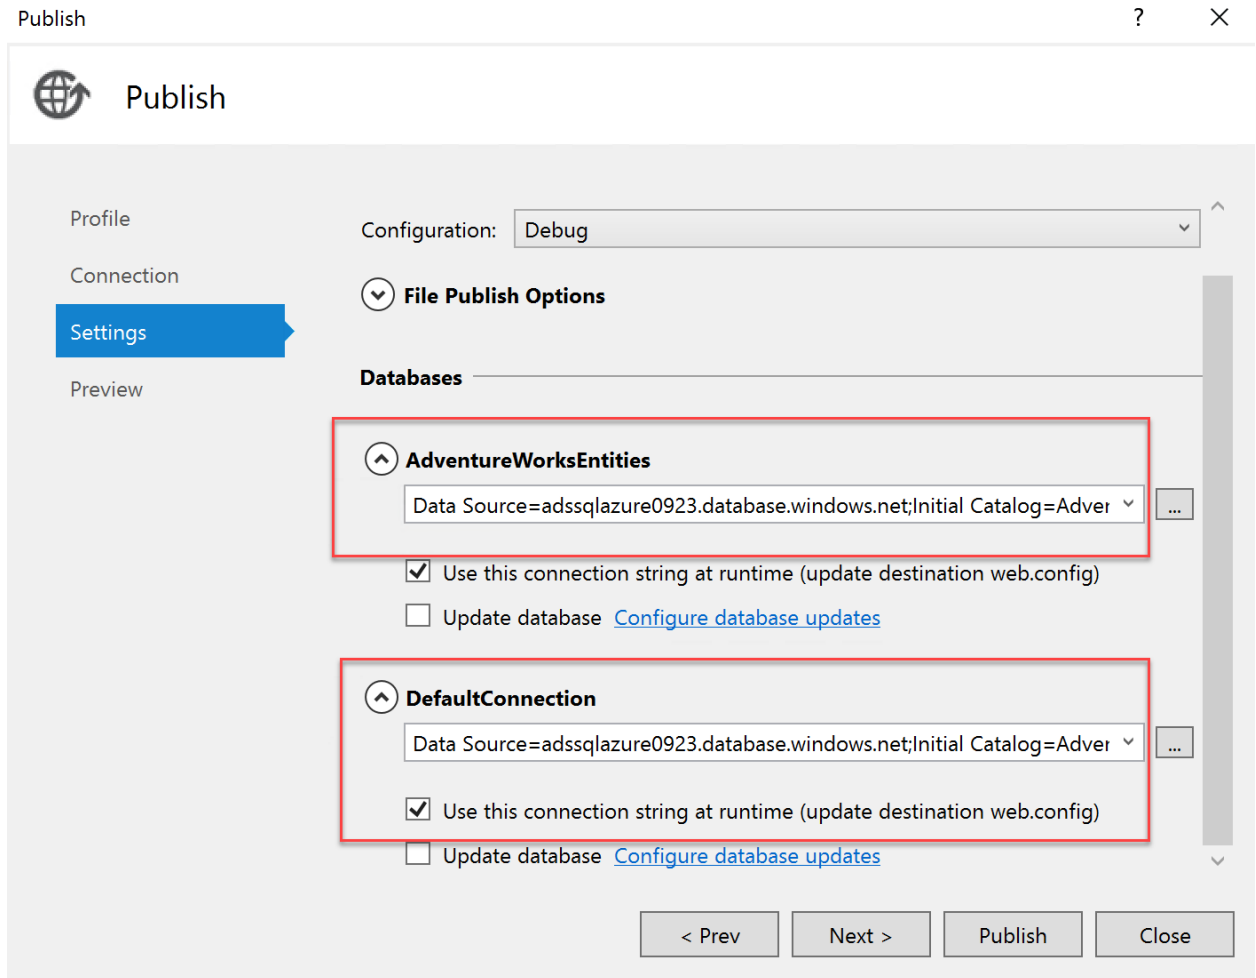 Publish
?
Publish
Profile
Connection
Settings
Preview
Configuration: Debug
File Publish Options
Databases
AdventureWorksEntities
Data Source=adssqlazure0923.database.windows.net;Initial Catalog=Adver
...
Use this connection string at runtime (update destination web.config)
Update database Configure database updates
DefaultConnection
Data Source=adssqlazure0923.database.windows.net;Initial Catalog=Adver
...
Use this connection string at runtime (update destination web.config)
Update database Configure database updates
< Prev
Next >
Publish
Close